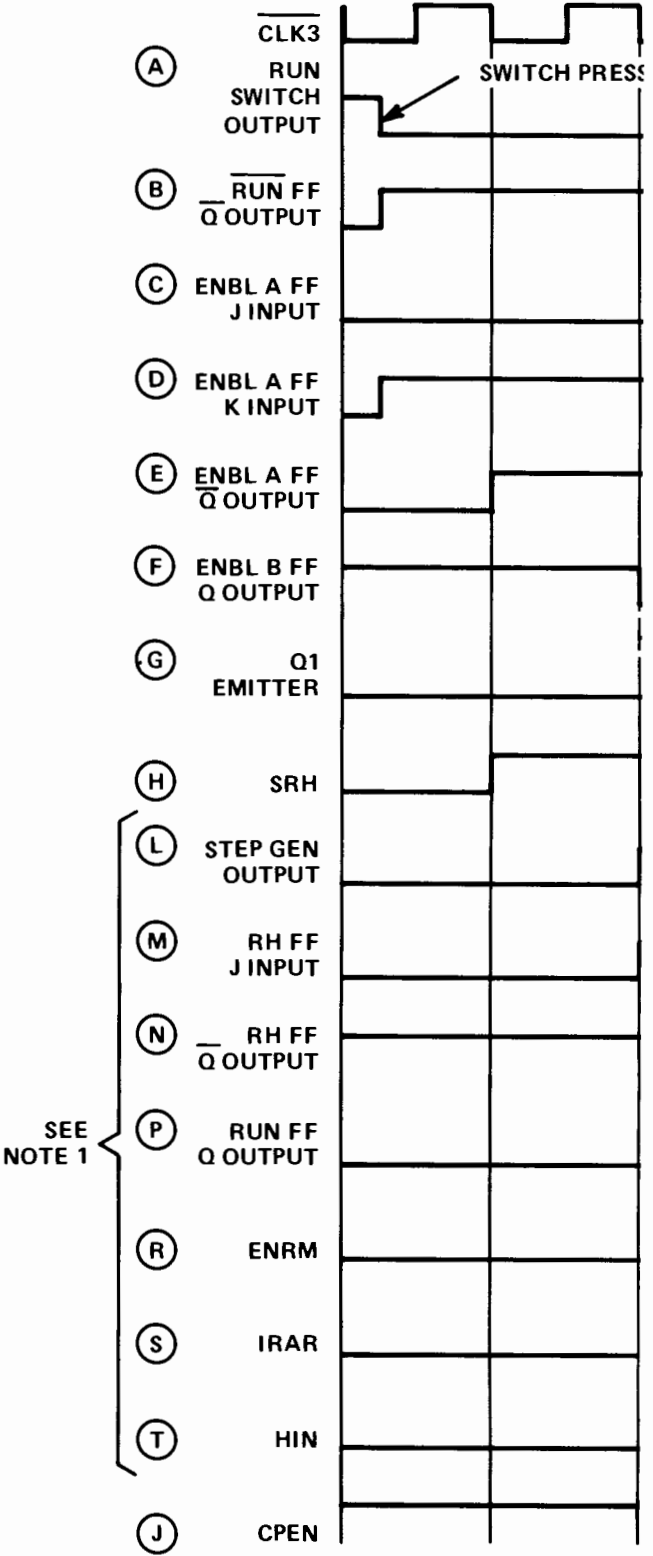 CLK3
A RUN SWITCH PRESS
SWITCH
OUTPUT
B RUN FF
Q OUTPUT
C ENBL A FF
J INPUT
D ENBL A FF
K INPUT
E ENBL A FF
Q OUTPUT
F ENBL B FF
Q OUTPUT
G Q1
EMITTER
H SRH
L STEP GEN
OUTPUT
M RH FF
J INPUT
N RH FF
Q OUTPUT
SEE
NOTE 1
P RUN FF
Q OUTPUT
R ENRM
S IRAR
T HIN
J CPEN